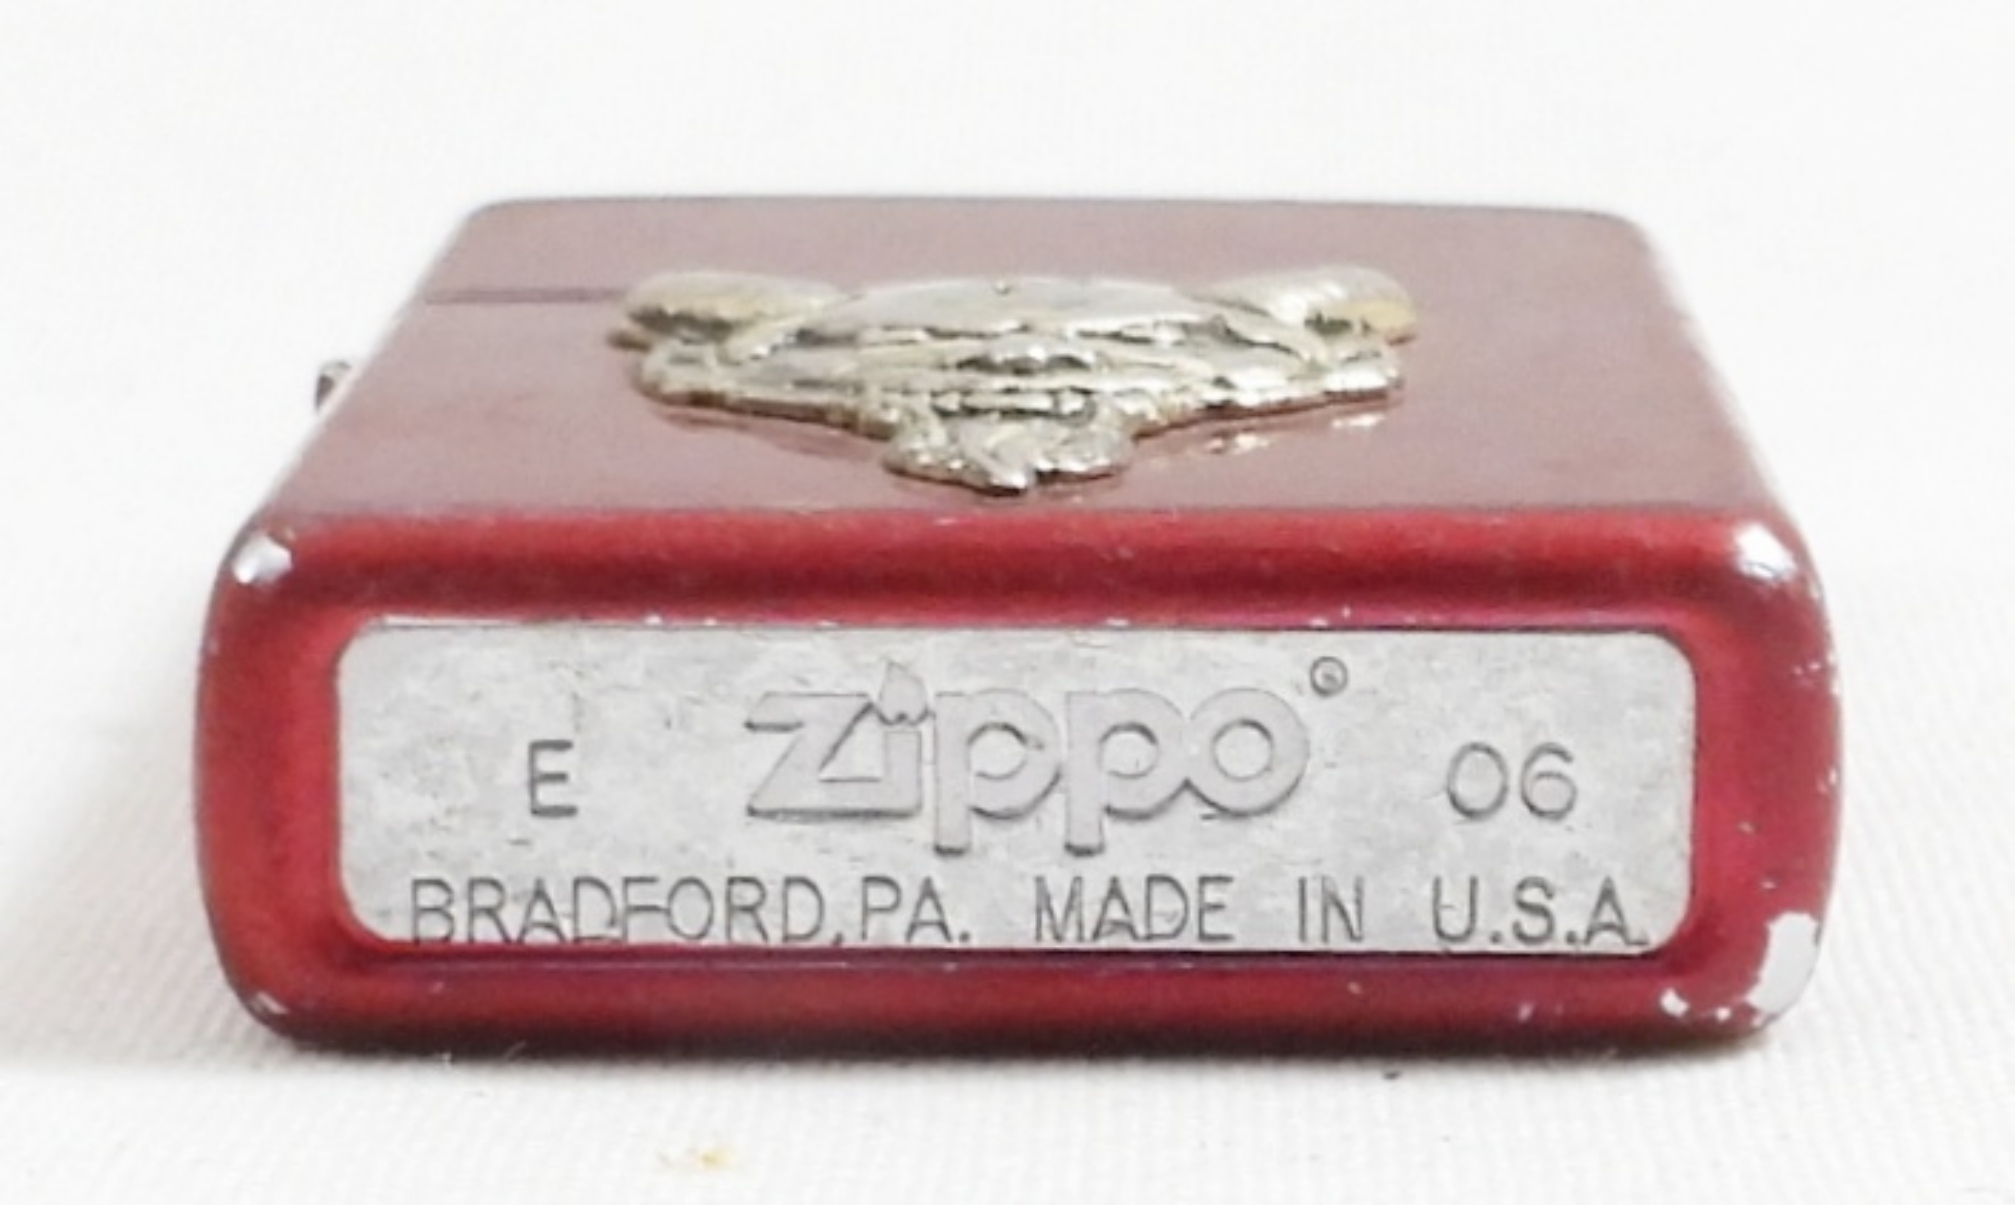 E Zippo® 06
BRADFORD,PA. MADE IN U.S.A.